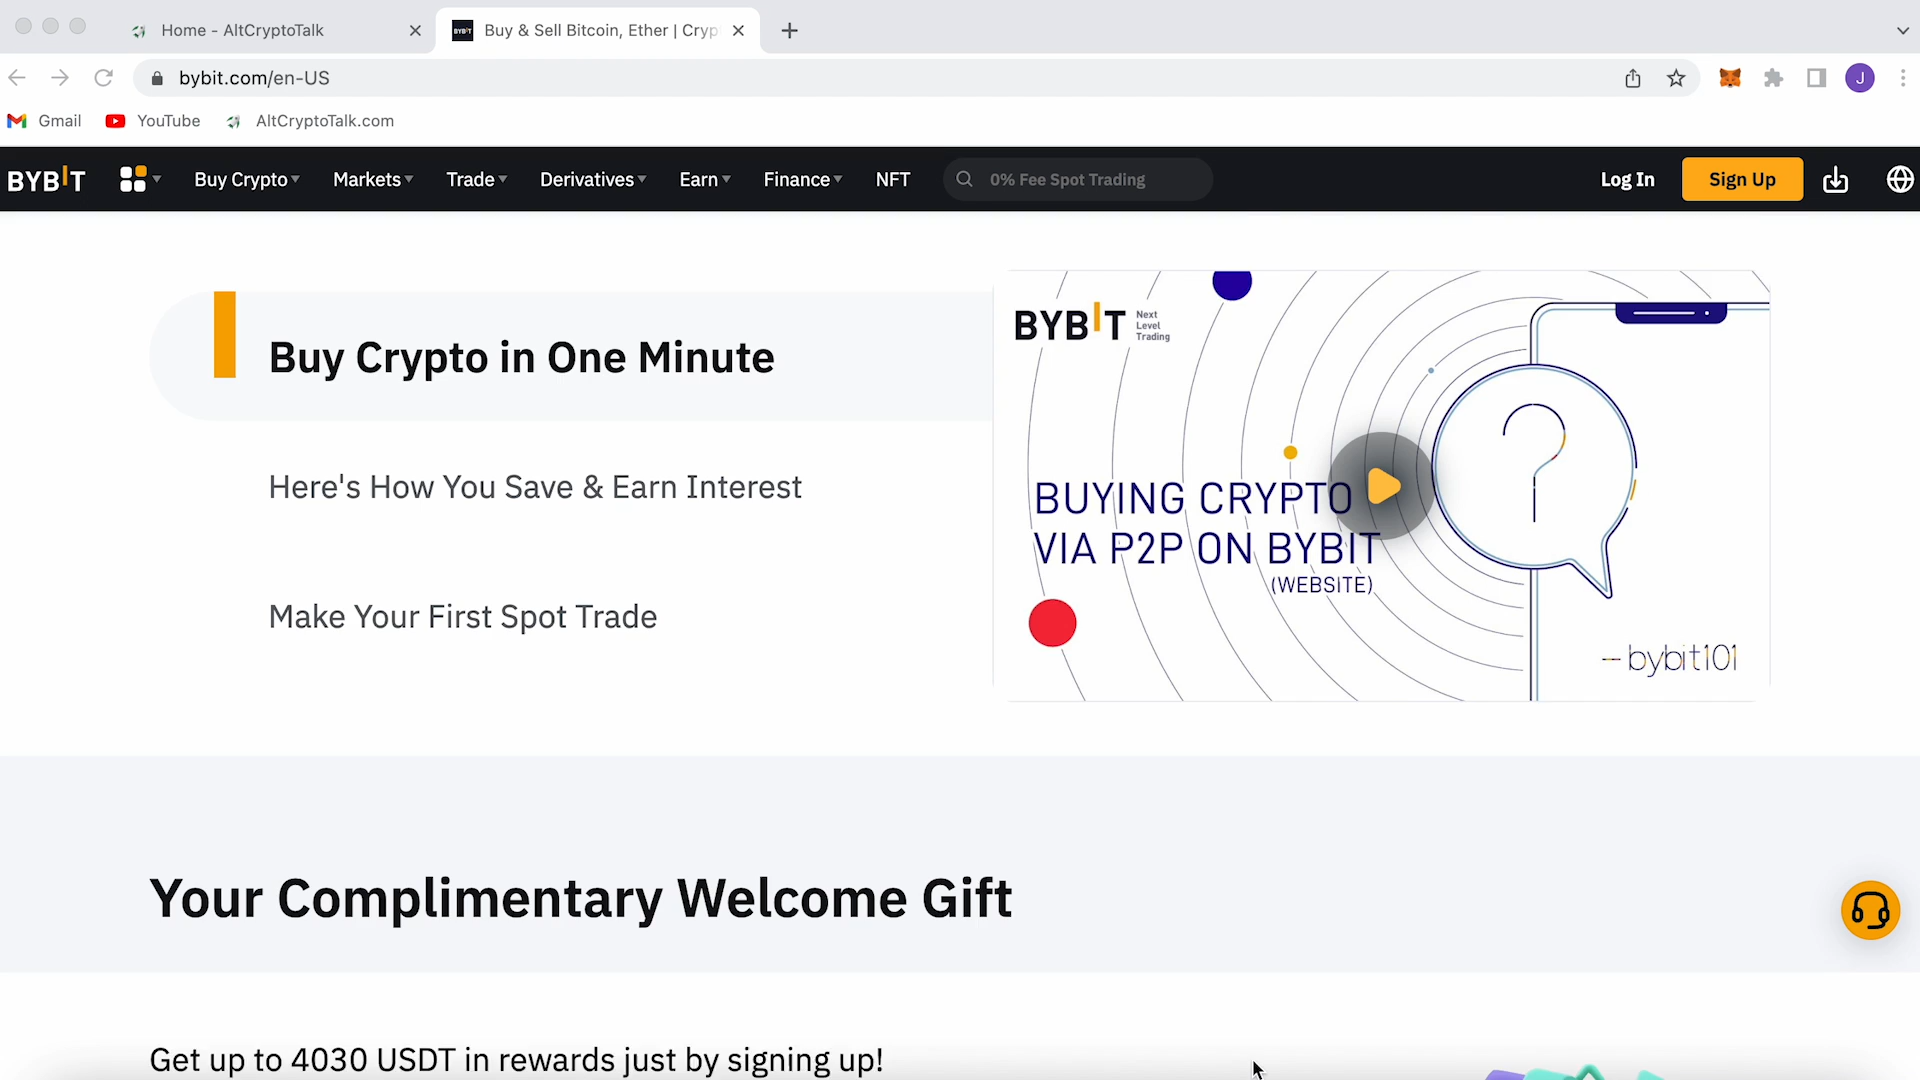 Home - AltCryptoTalk
BYBIT Buy & Sell Bitcoin, Ether | Cryp
bybit.com/en-US
J
Gmail YouTube AltCryptoTalk.com
BYBIT Buy Crypto Markets Trade Derivatives Earn Finance NFT 0% Fee Spot Trading Log In Sign Up
Buy Crypto in One Minute
Here's How You Save & Earn Interest
Make Your First Spot Trade
BYBIT Next
Level
Trading
BUYING CRYPTO
VIA P2P ON BYBIT
(WEBSITE)
bybit101
Your Complimentary Welcome Gift
Get up to 4030 USDT in rewards just by signing up!